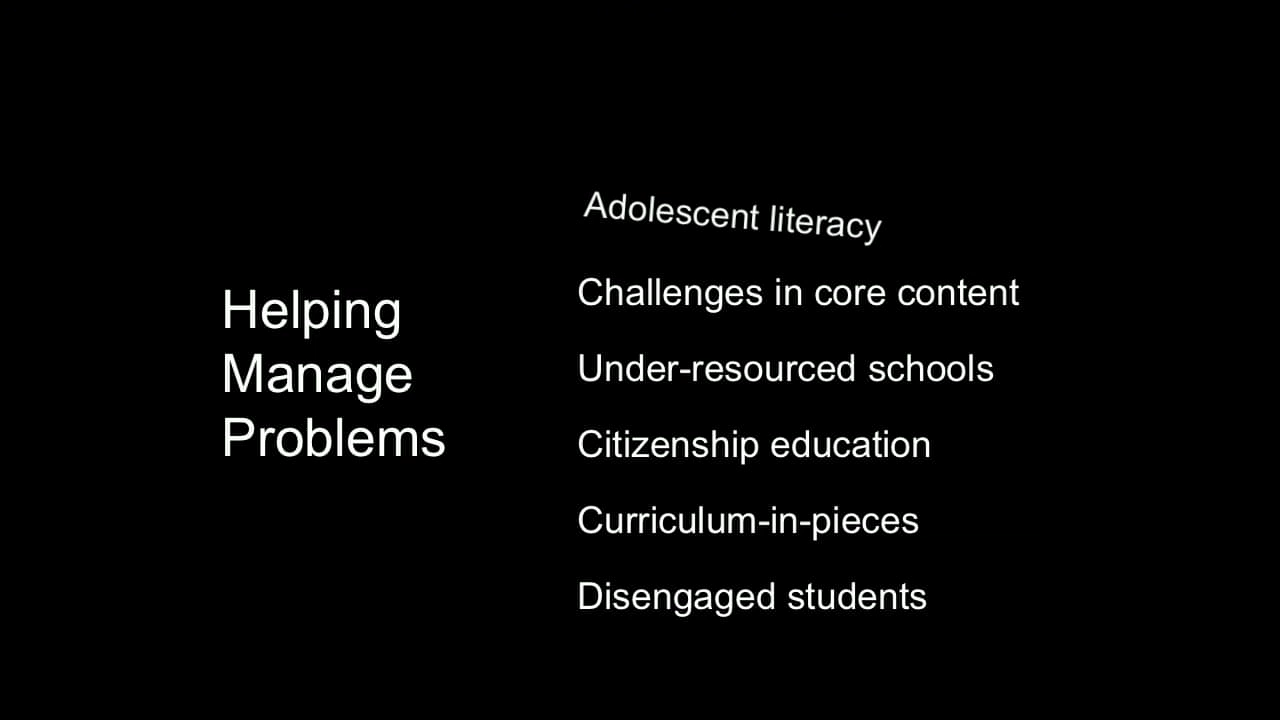 Helping
Manage
Problems
Adolescent literacy
Challenges in core content
Under-resourced schools
Citizenship education
Curriculum-in-pieces
Disengaged students